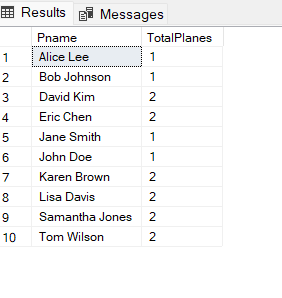 Results Messages
Pname TotalPlanes
1 Alice Lee 1
2 Bob Johnson 1
3 David Kim 2
4 Eric Chen 2
5 Jane Smith 1
6 John Doe 1
7 Karen Brown 2
8 Lisa Davis 2
9 Samantha Jones 2
10 Tom Wilson 2